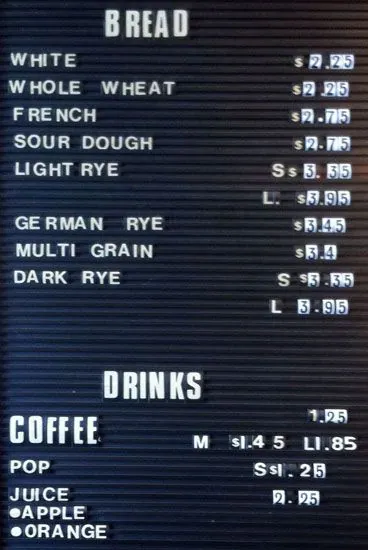 BREAD
WHITE $2.25
WHOLE WHEAT $2.25
FRENCH $2.75
SOUR DOUGH $2.75
LIGHT RYE S $3.35
L. $3.95
GERMAN RYE $3.45
MULTI GRAIN $3.4
DARK RYE S $3.35
L 3.95
DRINKS
1.25
COFFEE M $1.45 L1.85
POP S $1.25
JUICE 2.25
●APPLE
●ORANGE